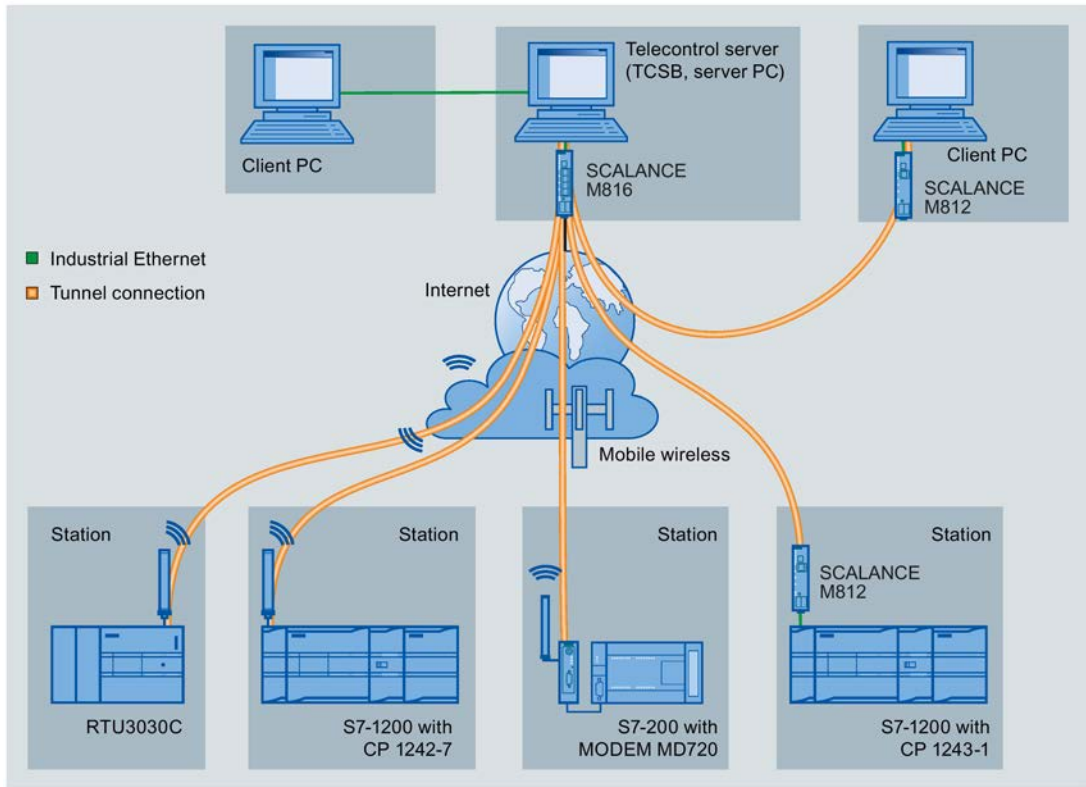 Telecontrol server
(TCSB, server PC)
Client PC
SCALANCE
M816
Client PC
SCALANCE
M812
Industrial Ethernet
Tunnel connection
Internet
Mobile wireless
Station
Station
Station
Station
SCALANCE
M812
RTU3030C
S7-1200 with
CP 1242-7
S7-200 with
MODEM MD720
S7-1200 with
CP 1243-1